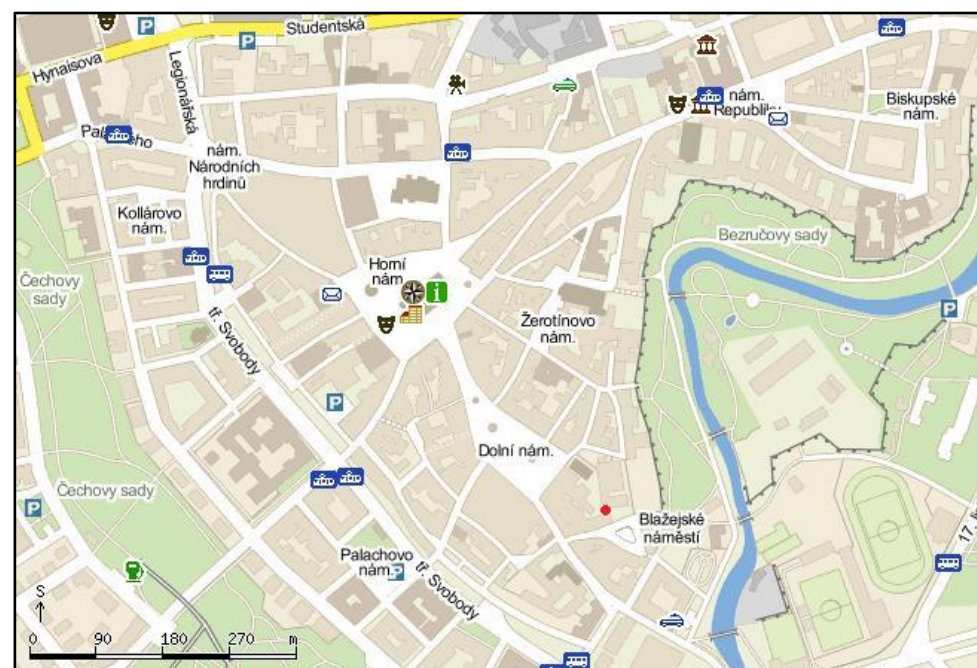 Studentská
Hynaisova
Legionářská
nám.
Republiky
Biskupské
nám.
nám.
Národních
hrdinů
Kollárovo
nám.
Bezručovy sady
Čechovy
sady
Horní
nám
i
Žerotínovo
nám.
tř. Svobody
P
P
P
P
P
P
Dolní nám.
Čechovy sady
Blažejské
náměstí
Palachovo
nám.
tř. Svobody
S
0 90 180 270 m